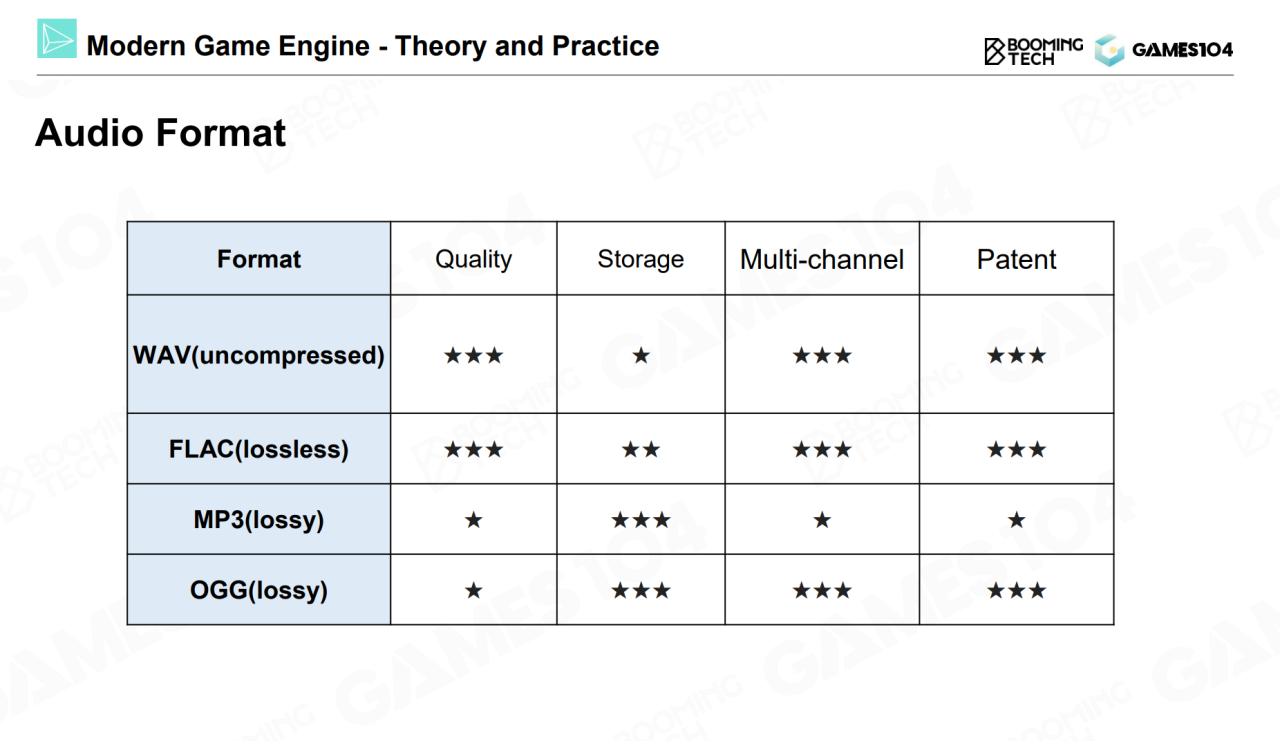 Modern Game Engine - Theory and Practice
BOOMING
TECH
GAMES104
Audio Format
Format Quality Storage Multi-channel Patent
WAV(uncompressed) ★★★ ★ ★★★ ★★★
FLAC(lossless) ★★★ ★★ ★★★ ★★★
MP3(lossy) ★ ★★★ ★ ★
OGG(lossy) ★ ★★★ ★★★ ★★★